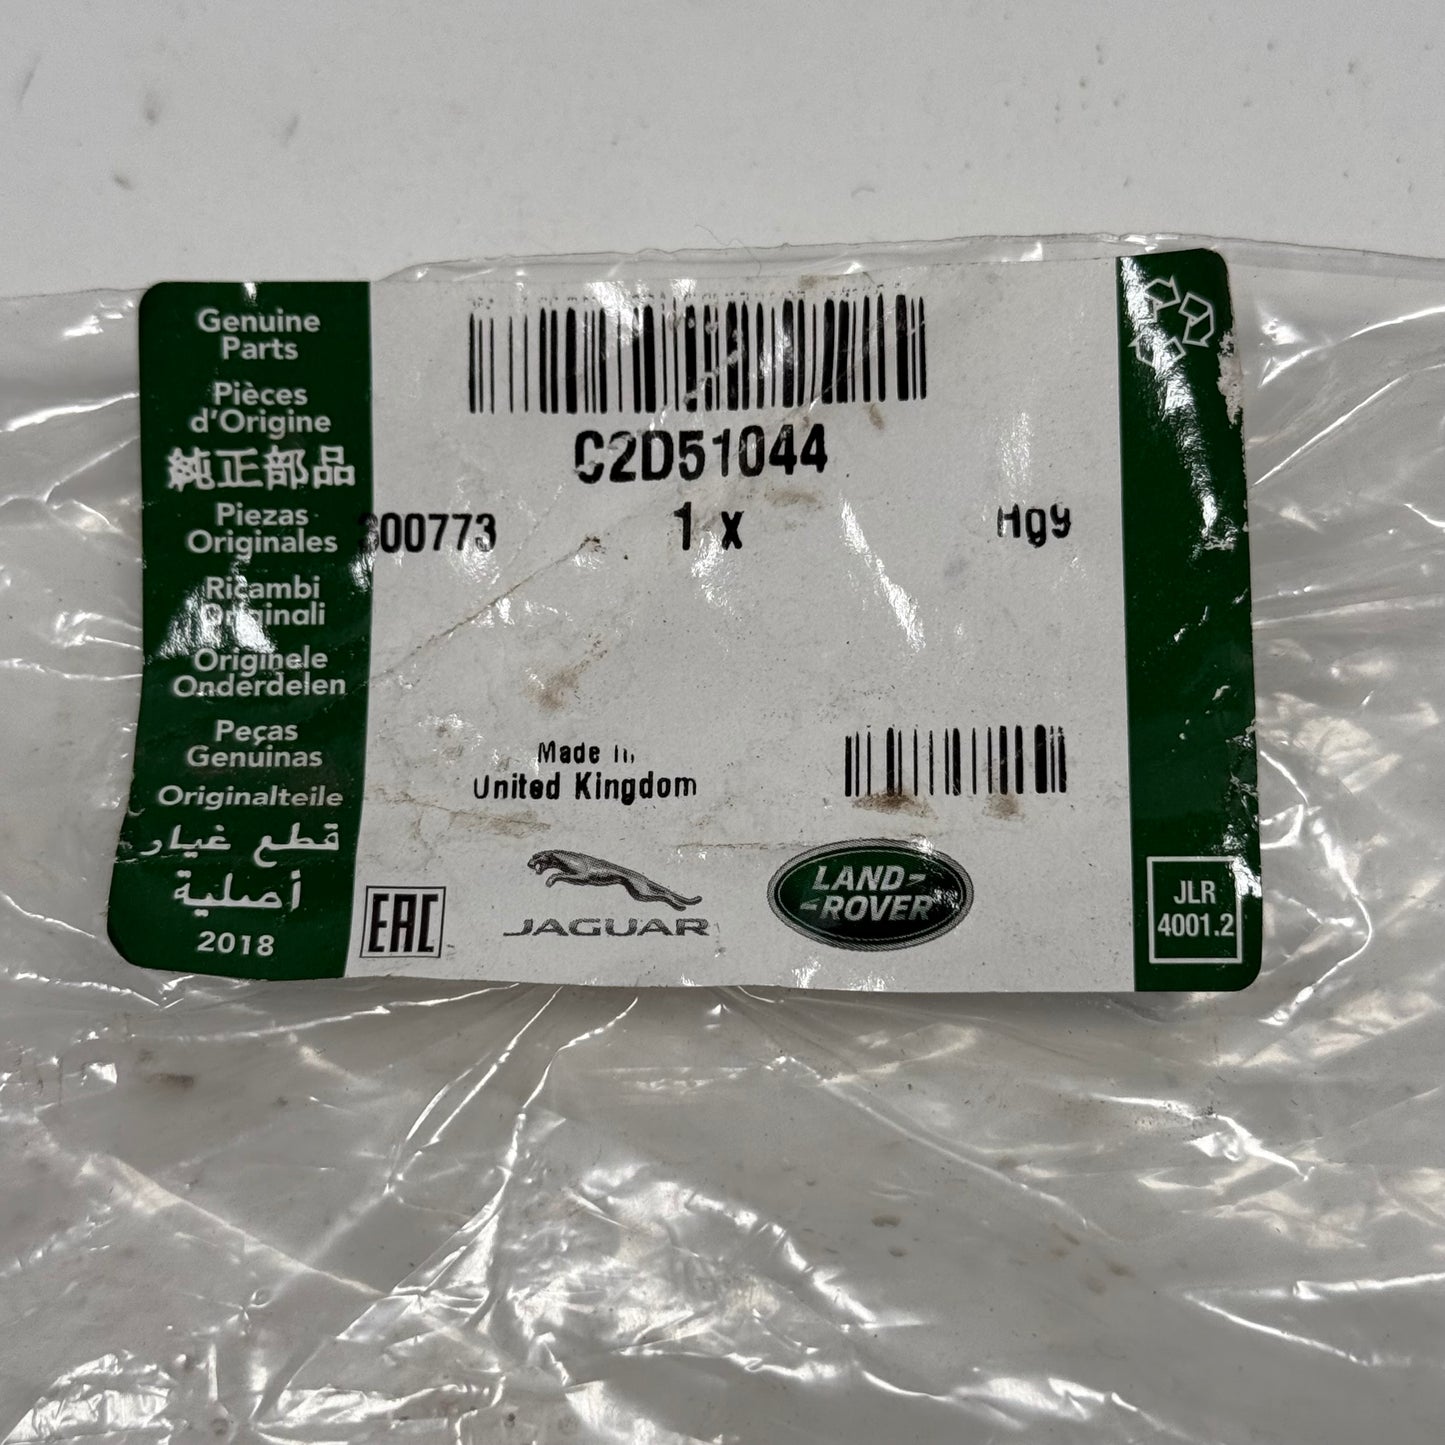 Genuine
Parts
Pièces
d'Origine
純正部品
Piezas
Originales
Ricambi
Originali
Originele
Onderdelen
Peças
Genuinas
Originalteile
قطع غيار
أصلية
2018
C2D51044
1 x
Hg9
Made in
United Kingdom
EAC
JAGUAR
LAND-
-ROVER
JLR
4001.2